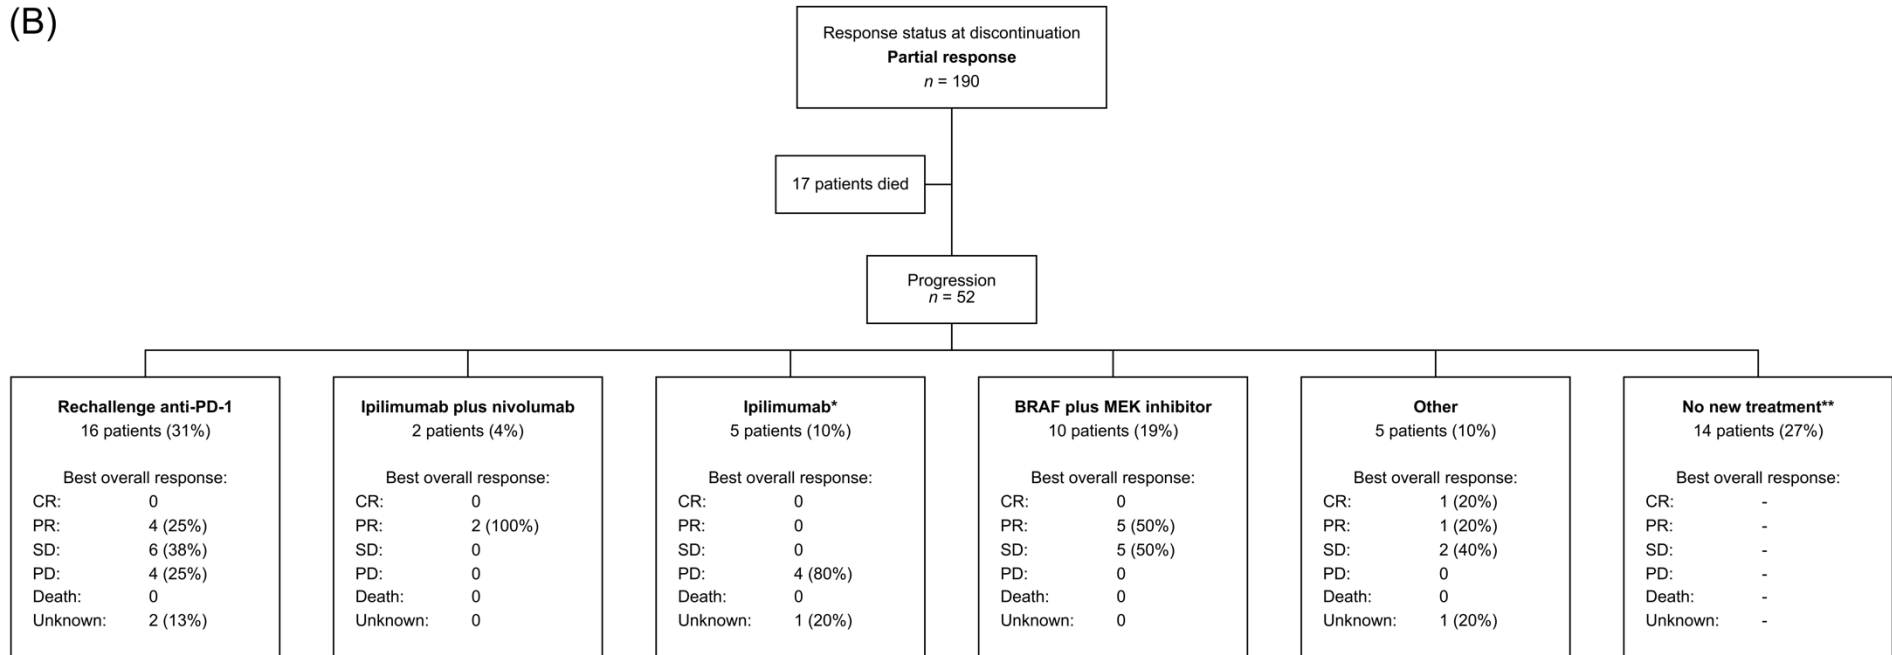 (B)
Response status at discontinuation
Partial response
n = 190
17 patients died
Progression
n = 52
Rechallenge anti-PD-1
16 patients (31%)
Best overall response:
CR: 0
PR: 4 (25%)
SD: 6 (38%)
PD: 4 (25%)
Death: 0
Unknown: 2 (13%)
Ipilimumab plus nivolumab
2 patients (4%)
Best overall response:
CR: 0
PR: 2 (100%)
SD: 0
PD: 0
Death: 0
Unknown: 0
Ipilimumab*
5 patients (10%)
Best overall response:
CR: 0
PR: 0
SD: 0
PD: 4 (80%)
Death: 0
Unknown: 1 (20%)
BRAF plus MEK inhibitor
10 patients (19%)
Best overall response:
CR: 0
PR: 5 (50%)
SD: 5 (50%)
PD: 0
Death: 0
Unknown: 0
Other
5 patients (10%)
Best overall response:
CR: 1 (20%)
PR: 1 (20%)
SD: 2 (40%)
PD: 0
Death: 0
Unknown: 1 (20%)
No new treatment**
14 patients (27%)
Best overall response:
CR: -
PR: -
SD: -
PD: -
Death: -
Unknown: -